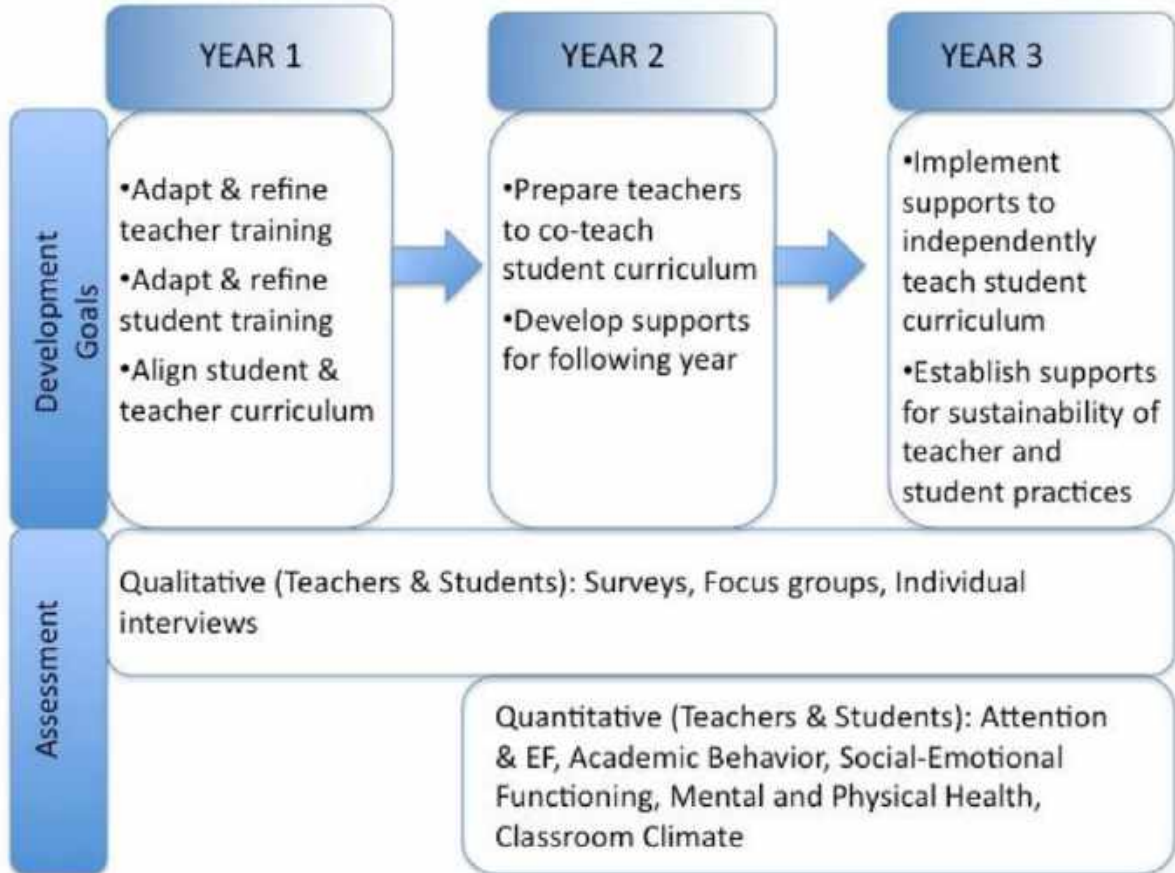 YEAR 1
YEAR 2
YEAR 3
Development
Goals
•Adapt & refine
teacher training
•Adapt & refine
student training
•Align student &
teacher curriculum
•Prepare teachers
to co-teach
student curriculum
•Develop supports
for following year
•Implement
supports to
independently
teach student
curriculum
•Establish supports
for sustainability of
teacher and
student practices
Assessment
Qualitative (Teachers & Students): Surveys, Focus groups, Individual
interviews
Quantitative (Teachers & Students): Attention
& EF, Academic Behavior, Social-Emotional
Functioning, Mental and Physical Health,
Classroom Climate